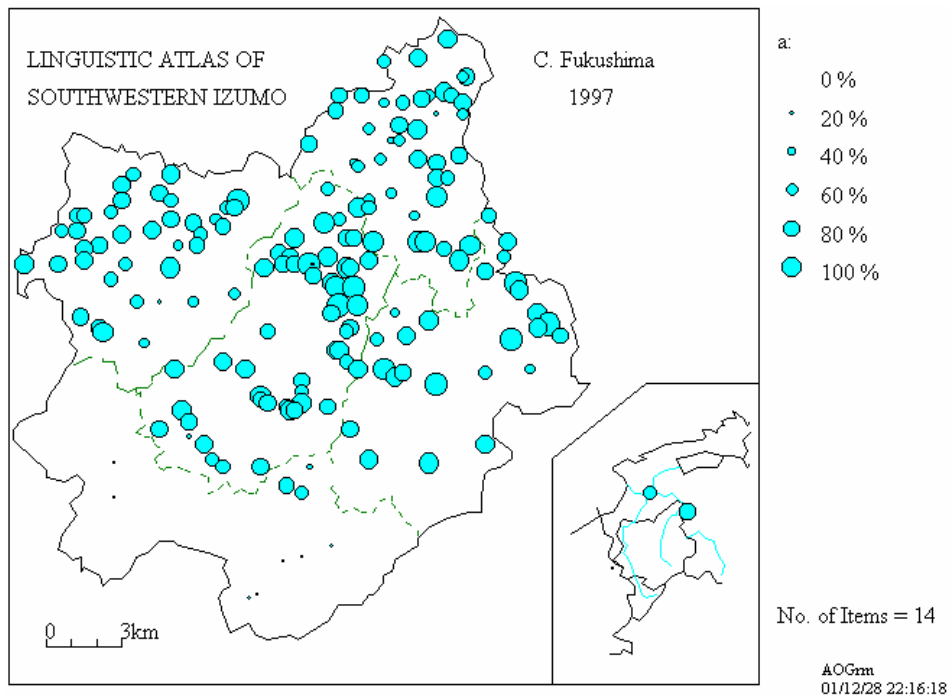 LINGUISTIC ATLAS OF
SOUTHWESTERN IZUMO
C. Fukushima
1997
a:
0 %
20 %
40 %
60 %
80 %
100 %
0 3km
No. of Items = 14
AOGrm
01/12/28 22:16:18